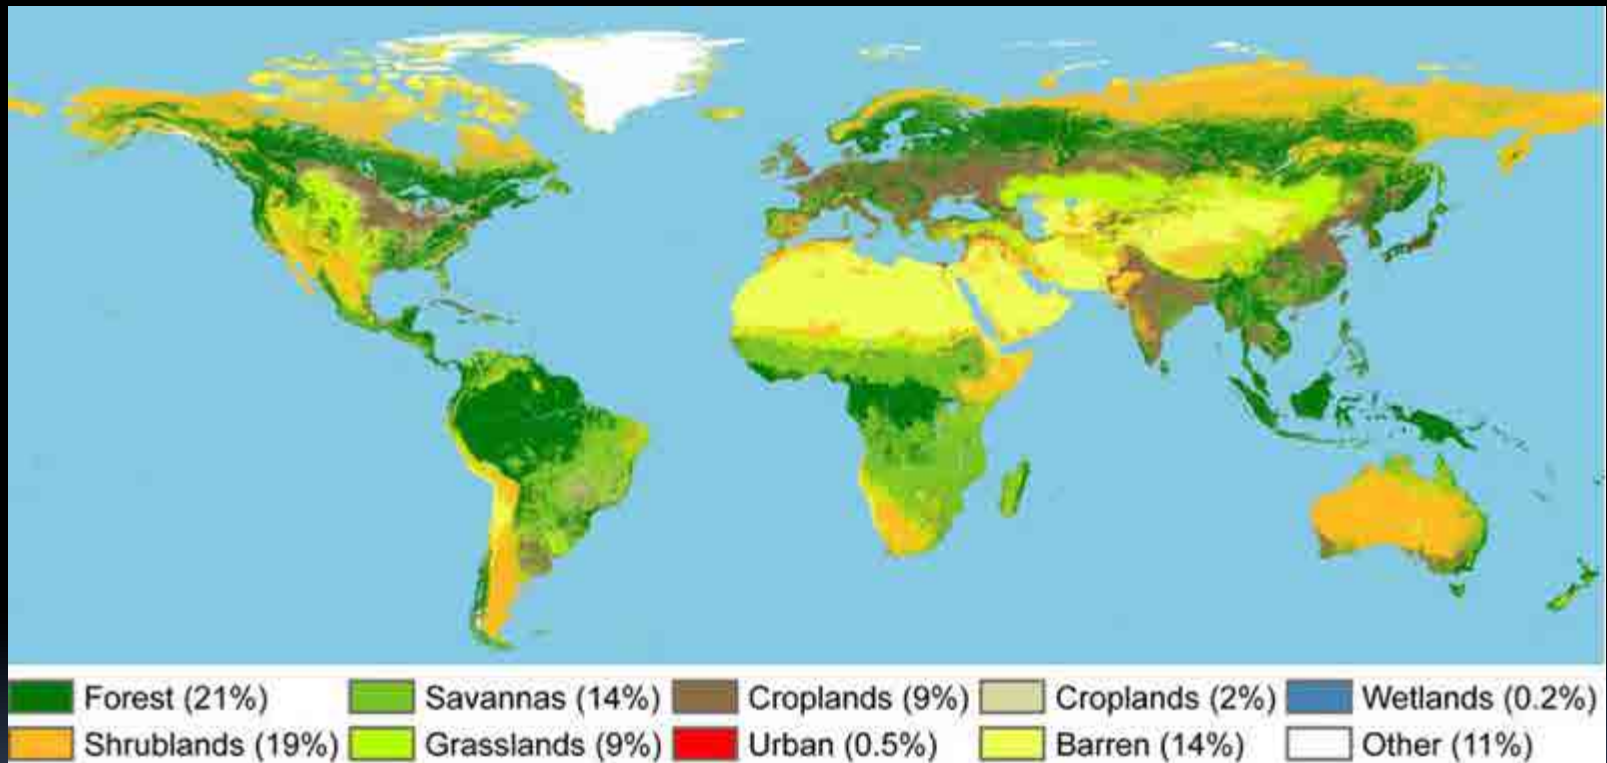 Forest (21%) Savannas (14%) Croplands (9%) Croplands (2%) Wetlands (0.2%)
Shrublands (19%) Grasslands (9%) Urban (0.5%) Barren (14%) Other (11%)